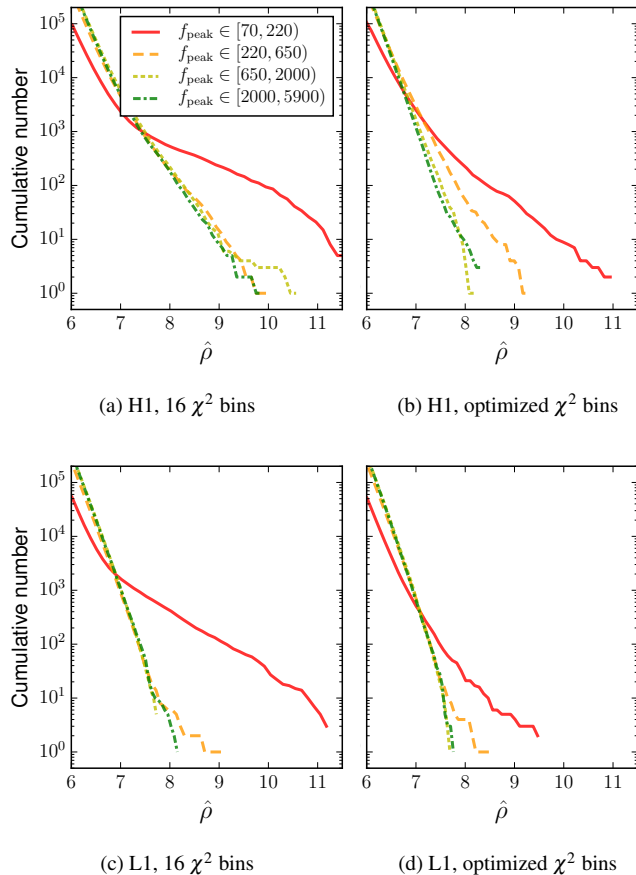 10^5
10^4
10^3
10^2
10^1
10^0
Cumulative number
f_peak ∈ [70, 220)
f_peak ∈ [220, 650)
f_peak ∈ [650, 2000)
f_peak ∈ [2000, 5900)
6 7 8 9 10 11
ρ̂
6 7 8 9 10 11
ρ̂
(a) H1, 16 χ² bins
(b) H1, optimized χ² bins
10^5
10^4
10^3
10^2
10^1
10^0
Cumulative number
6 7 8 9 10 11
ρ̂
6 7 8 9 10 11
ρ̂
(c) L1, 16 χ² bins
(d) L1, optimized χ² bins